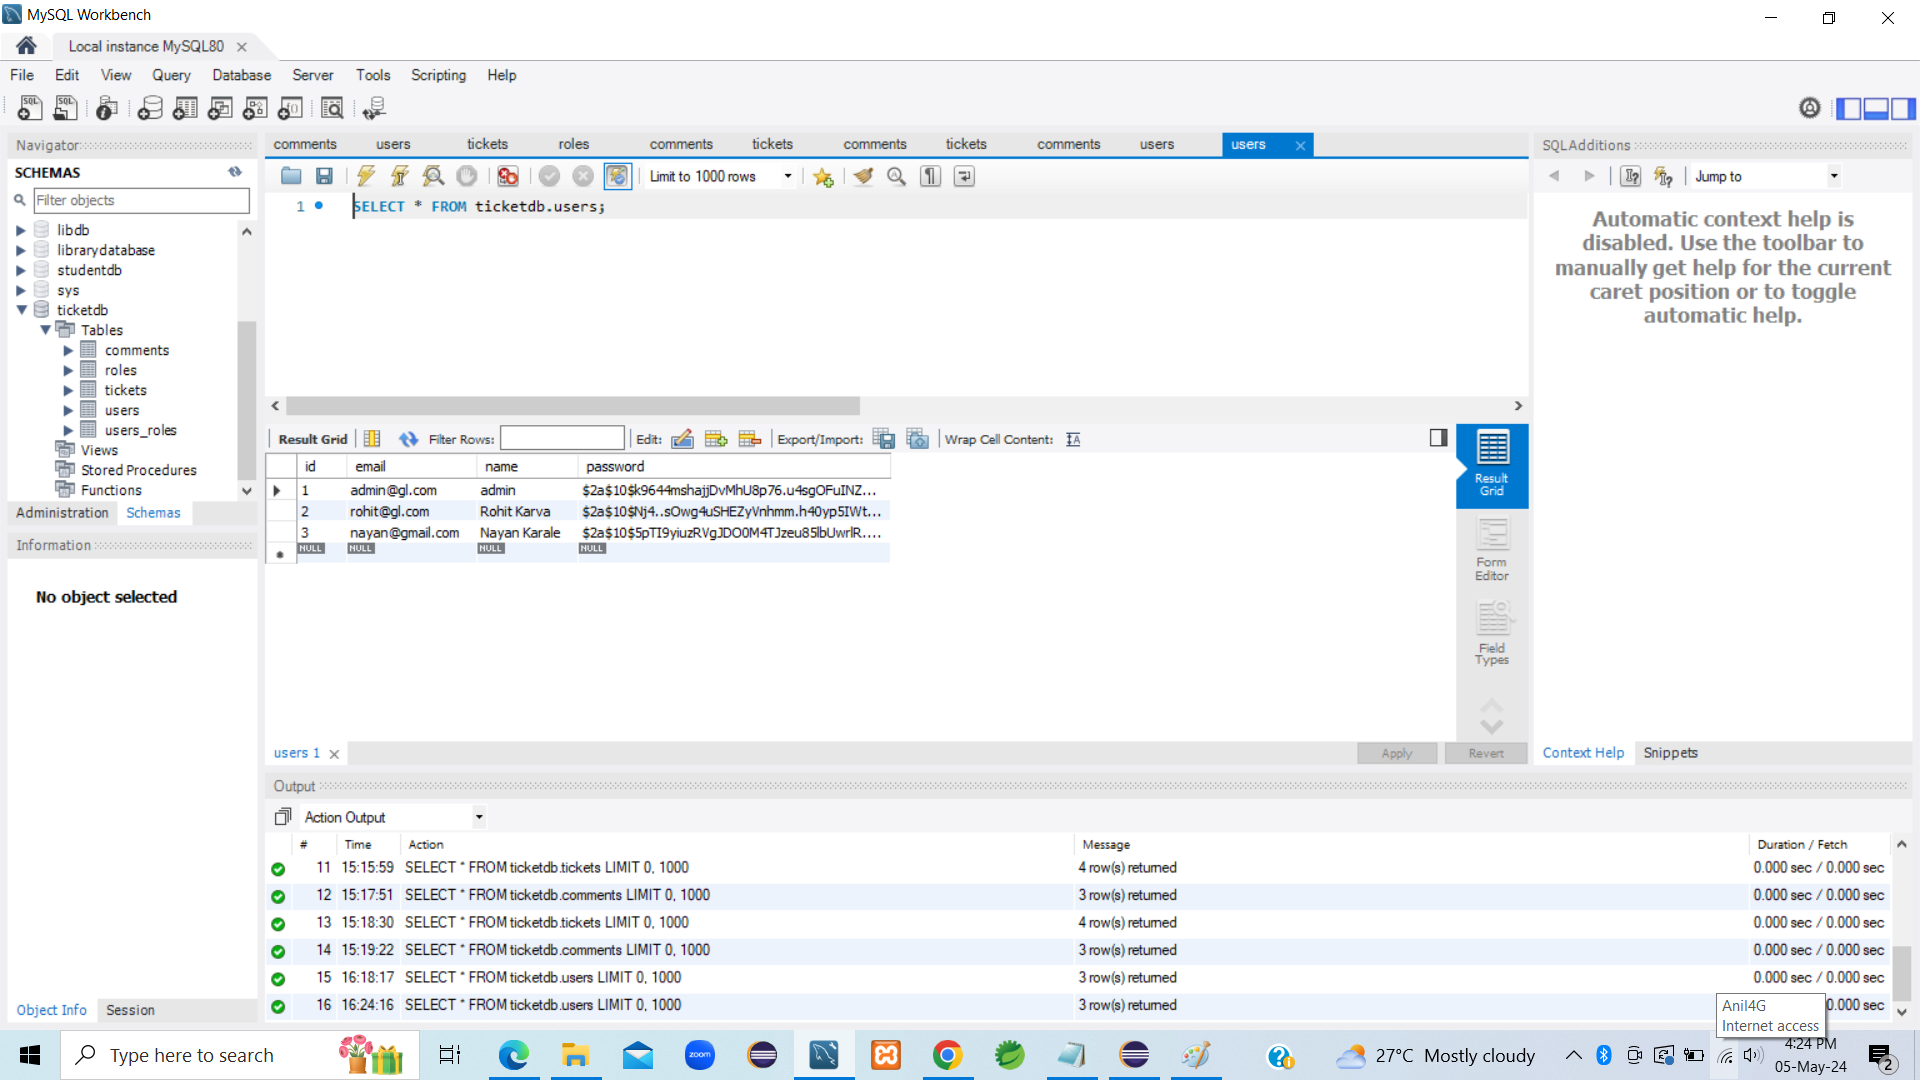 MySQL Workbench
Local instance MySQL80
File Edit View Query Database Server Tools Scripting Help
Navigator
SCHEMAS
Filter objects
libdb
librarydatabase
studentdb
sys
ticketdb
Tables
comments
roles
tickets
users
users_roles
Views
Stored Procedures
Functions
Administration Schemas
Information
No object selected
Object Info Session
comments users tickets roles comments tickets comments tickets comments users users
Limit to 1000 rows
1 SELECT * FROM ticketdb.users;
Result Grid Filter Rows: Edit: Export/Import: Wrap Cell Content:
id email name password
1 admin@gl.com admin $2a$10$k9644mshajjDvMhU8p76.u4sgOFuINZ...
2 rohit@gl.com Rohit Karva $2a$10$Nj4..sOwg4uSHEZyVnhmm.h40yp5IWt...
3 nayan@gmail.com Nayan Karale $2a$10$5pTI9yiuzRVgJDO0M4TJzeu85lbUwrlR....
NULL NULL NULL NULL
Result
Grid
Form
Editor
Field
Types
users 1
Apply Revert
SQLAdditions
Jump to
Automatic context help is
disabled. Use the toolbar to
manually get help for the current
caret position or to toggle
automatic help.
Context Help Snippets
Output
Action Output
# Time Action Message Duration / Fetch
11 15:15:59 SELECT * FROM ticketdb.tickets LIMIT 0, 1000 4 row(s) returned 0.000 sec / 0.000 sec
12 15:17:51 SELECT * FROM ticketdb.comments LIMIT 0, 1000 3 row(s) returned 0.000 sec / 0.000 sec
13 15:18:30 SELECT * FROM ticketdb.tickets LIMIT 0, 1000 4 row(s) returned 0.000 sec / 0.000 sec
14 15:19:22 SELECT * FROM ticketdb.comments LIMIT 0, 1000 3 row(s) returned 0.000 sec / 0.000 sec
15 16:18:17 SELECT * FROM ticketdb.users LIMIT 0, 1000 3 row(s) returned 0.000 sec / 0.000 sec
16 16:24:16 SELECT * FROM ticketdb.users LIMIT 0, 1000 3 row(s) returned 0.000 sec
Anil4G
Internet access
Type here to search
zoom
27°C Mostly cloudy
4:24 PM
05-May-24
2